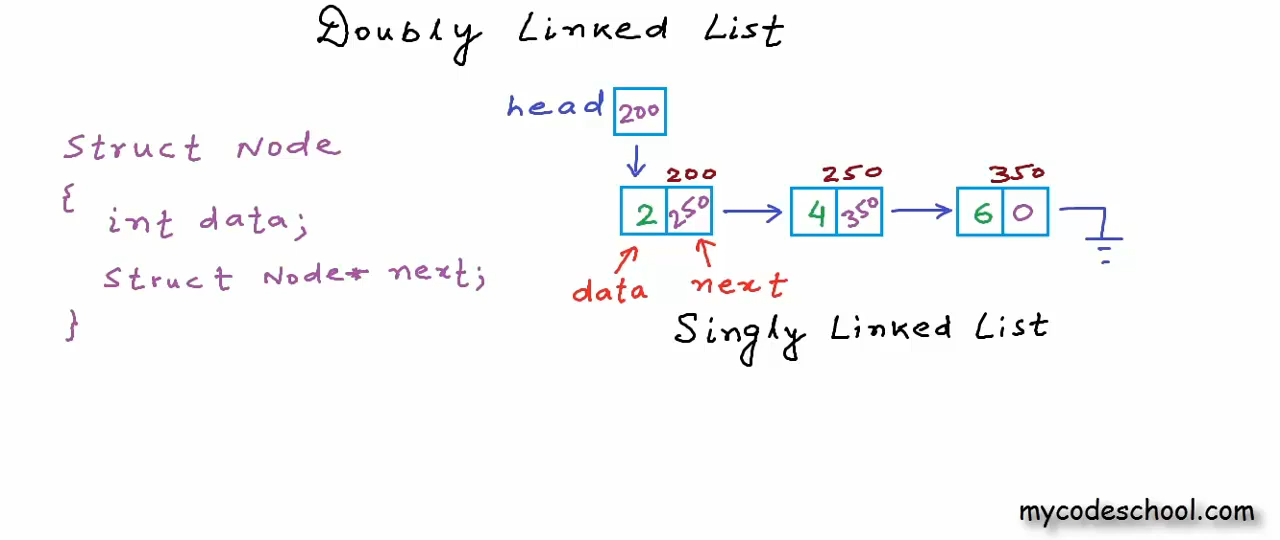 Doubly Linked List
head 200
Struct Node
{
int data;
Struct Node* next;
}
200 250 350
2 250 4 350 6 0
data next
Singly Linked List
mycodeschool.com